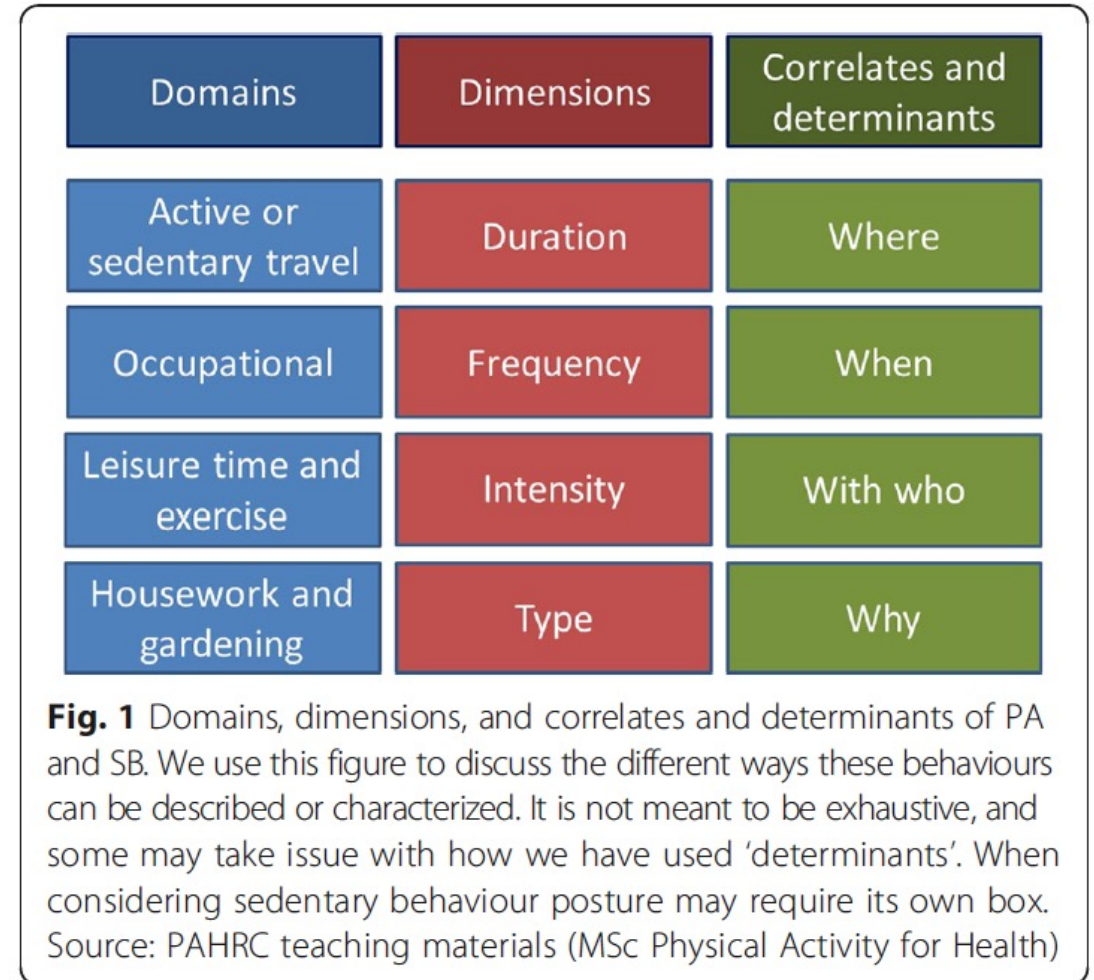 Domains
Dimensions
Correlates and
determinants
Active or
sedentary travel
Duration
Where
Occupational
Frequency
When
Leisure time and
exercise
Intensity
With who
Housework and
gardening
Type
Why
Fig. 1 Domains, dimensions, and correlates and determinants of PA
and SB. We use this figure to discuss the different ways these behaviours
can be described or characterized. It is not meant to be exhaustive, and
some may take issue with how we have used ‘determinants’. When
considering sedentary behaviour posture may require its own box.
Source: PAHRC teaching materials (MSc Physical Activity for Health)